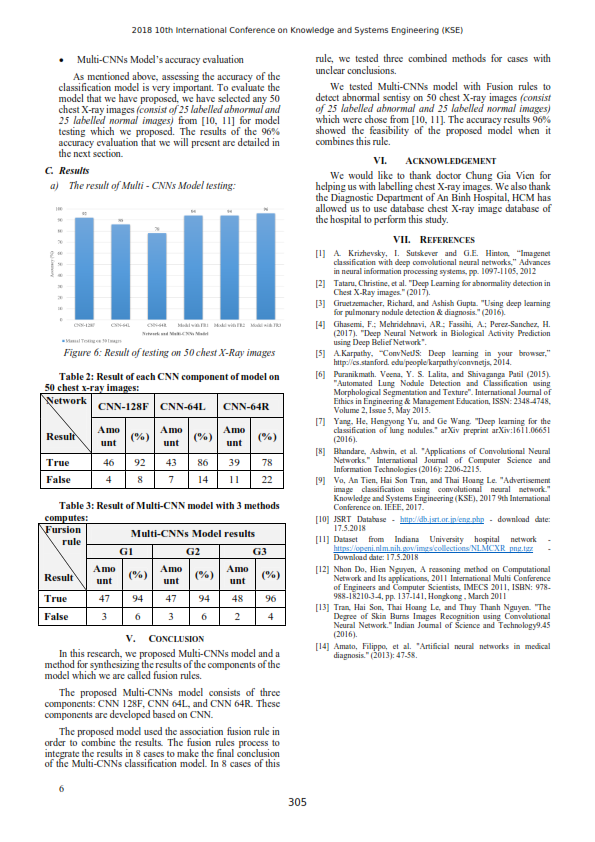 2018 10th International Conference on Knowledge and Systems Engineering (KSE)
• Multi-CNNs Model's accuracy evaluation
As mentioned above, assessing the accuracy of the
classification model is very important. To evaluate the
model that we have proposed, we have selected any 50
chest X-ray images (consist of 25 labelled abnormal and
25 labelled normal images) from [10, 11] for model
testing which we proposed. The results of the 96%
accuracy evaluation that we will present are detailed in
the next section.
C. Results
a) The result of Multi - CNNs Model testing:
100
90
80
70
60
50
40
30
20
10
0
Accuracy (%)
92
86
78
94
94
96
CNN-128F CNN-64L CNN-64R Model with FR1 Model with FR2 Model with FR3
Network and Multi-CNNs Model
Manual Testing on 50 Images
Figure 6: Result of testing on 50 chest X-Ray images
Table 2: Result of each CNN component of model on
50 chest x-ray images:
Network CNN-128F CNN-64L CNN-64R
Result Amo unt (%) Amo unt (%) Amo unt (%)
True 46 92 43 86 39 78
False 4 8 7 14 11 22
Table 3: Result of Multi-CNN model with 3 methods
computes:
Fursion rule Multi-CNNs Model results
G1 G2 G3
Result Amo unt (%) Amo unt (%) Amo unt (%)
True 47 94 47 94 48 96
False 3 6 3 6 2 4
V. CONCLUSION
In this research, we proposed Multi-CNNs model and a
method for synthesizing the results of the components of the
model which we are called fusion rules.
The proposed Multi-CNNs model consists of three
components: CNN 128F, CNN 64L, and CNN 64R. These
components are developed based on CNN.
The proposed model used the association fusion rule in
order to combine the results. The fusion rules process to
integrate the results in 8 cases to make the final conclusion
of the Multi-CNNs classification model. In 8 cases of this
rule, we tested three combined methods for cases with
unclear conclusions.
We tested Multi-CNNs model with Fusion rules to
detect abnormal sentisy on 50 chest X-ray images (consist
of 25 labelled abnormal and 25 labelled normal images)
which were chose from [10, 11]. The accuracy results 96%
showed the feasibility of the proposed model when it
combines this rule.
VI. ACKNOWLEDGEMENT
We would like to thank doctor Chung Gia Vien for
helping us with labelling chest X-ray images. We also thank
the Diagnostic Department of An Binh Hospital, HCM has
allowed us to use database chest X-ray image database of
the hospital to perform this study.
VII. REFERENCES
[1] A. Krizhevsky, I. Sutskever and G.E. Hinton, “Imagenet
classification with deep convolutional neural networks,” Advances
in neural information processing systems, pp. 1097-1105, 2012
[2] Tataru, Christine, et al. "Deep Learning for abnormality detection in
Chest X-Ray images." (2017).
[3] Gruetzemacher, Richard, and Ashish Gupta. "Using deep learning
for pulmonary nodule detection & diagnosis." (2016).
[4] Ghasemi, F.; Mehridehnavi, AR.; Fassihi, A.; Perez-Sanchez, H.
(2017). "Deep Neural Network in Biological Activity Prediction
using Deep Belief Network".
[5] A.Karpathy, “ConvNetJS: Deep learning in your browser,”
http://cs.stanford. edu/people/karpathy/convnetjs, 2014.
[6] Puranikmath. Veena, Y. S. Lalita, and Shivaganga Patil (2015).
"Automated Lung Nodule Detection and Classification using
Morphological Segmentation and Texture". International Journal of
Ethics in Engineering & Management Education, ISSN: 2348-4748,
Volume 2, Issue 5, May 2015.
[7] Yang, He, Hengyong Yu, and Ge Wang. "Deep learning for the
classification of lung nodules." arXiv preprint arXiv:1611.06651
(2016).
[8] Bhandare, Ashwin, et al. "Applications of Convolutional Neural
Networks." International Journal of Computer Science and
Information Technologies (2016): 2206-2215.
[9] Vo, An Tien, Hai Son Tran, and Thai Hoang Le. "Advertisement
image classification using convolutional neural network."
Knowledge and Systems Engineering (KSE), 2017 9th International
Conference on. IEEE, 2017.
[10] JSRT Database - http://db.jsrt.or.jp/eng.php - download date:
17.5.2018
[11] Dataset from Indiana University hospital network -
https://openi.nlm.nih.gov/imgs/collections/NLMCXR_png.tgz -
Download date: 17.5.2018
[12] Nhon Do, Hien Nguyen, A reasoning method on Computational
Network and Its applications, 2011 International Multi Conference
of Engineers and Computer Scientists, IMECS 2011, ISBN: 978-
988-18210-3-4, pp. 137-141, Hongkong , March 2011
[13] Tran, Hai Son, Thai Hoang Le, and Thuy Thanh Nguyen. "The
Degree of Skin Burns Images Recognition using Convolutional
Neural Network." Indian Journal of Science and Technology9.45
(2016).
[14] Amato, Filippo, et al. "Artificial neural networks in medical
diagnosis." (2013): 47-58.
6
305